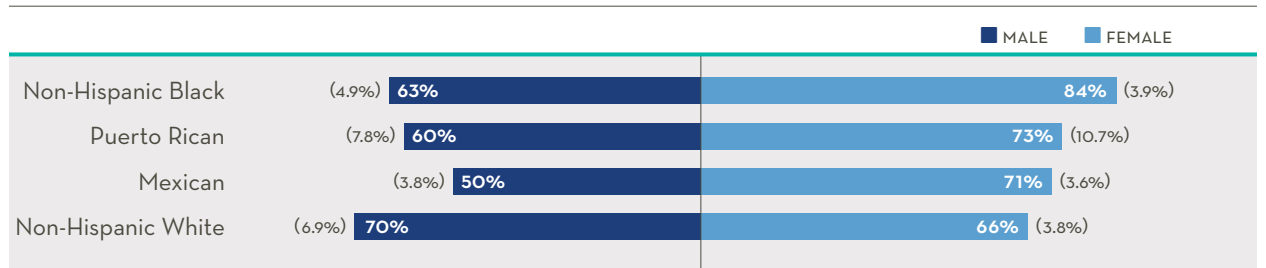 MALE FEMALE
Non-Hispanic Black (4.9%) 63% 84% (3.9%)
Puerto Rican (7.8%) 60% 73% (10.7%)
Mexican (3.8%) 50% 71% (3.6%)
Non-Hispanic White (6.9%) 70% 66% (3.8%)